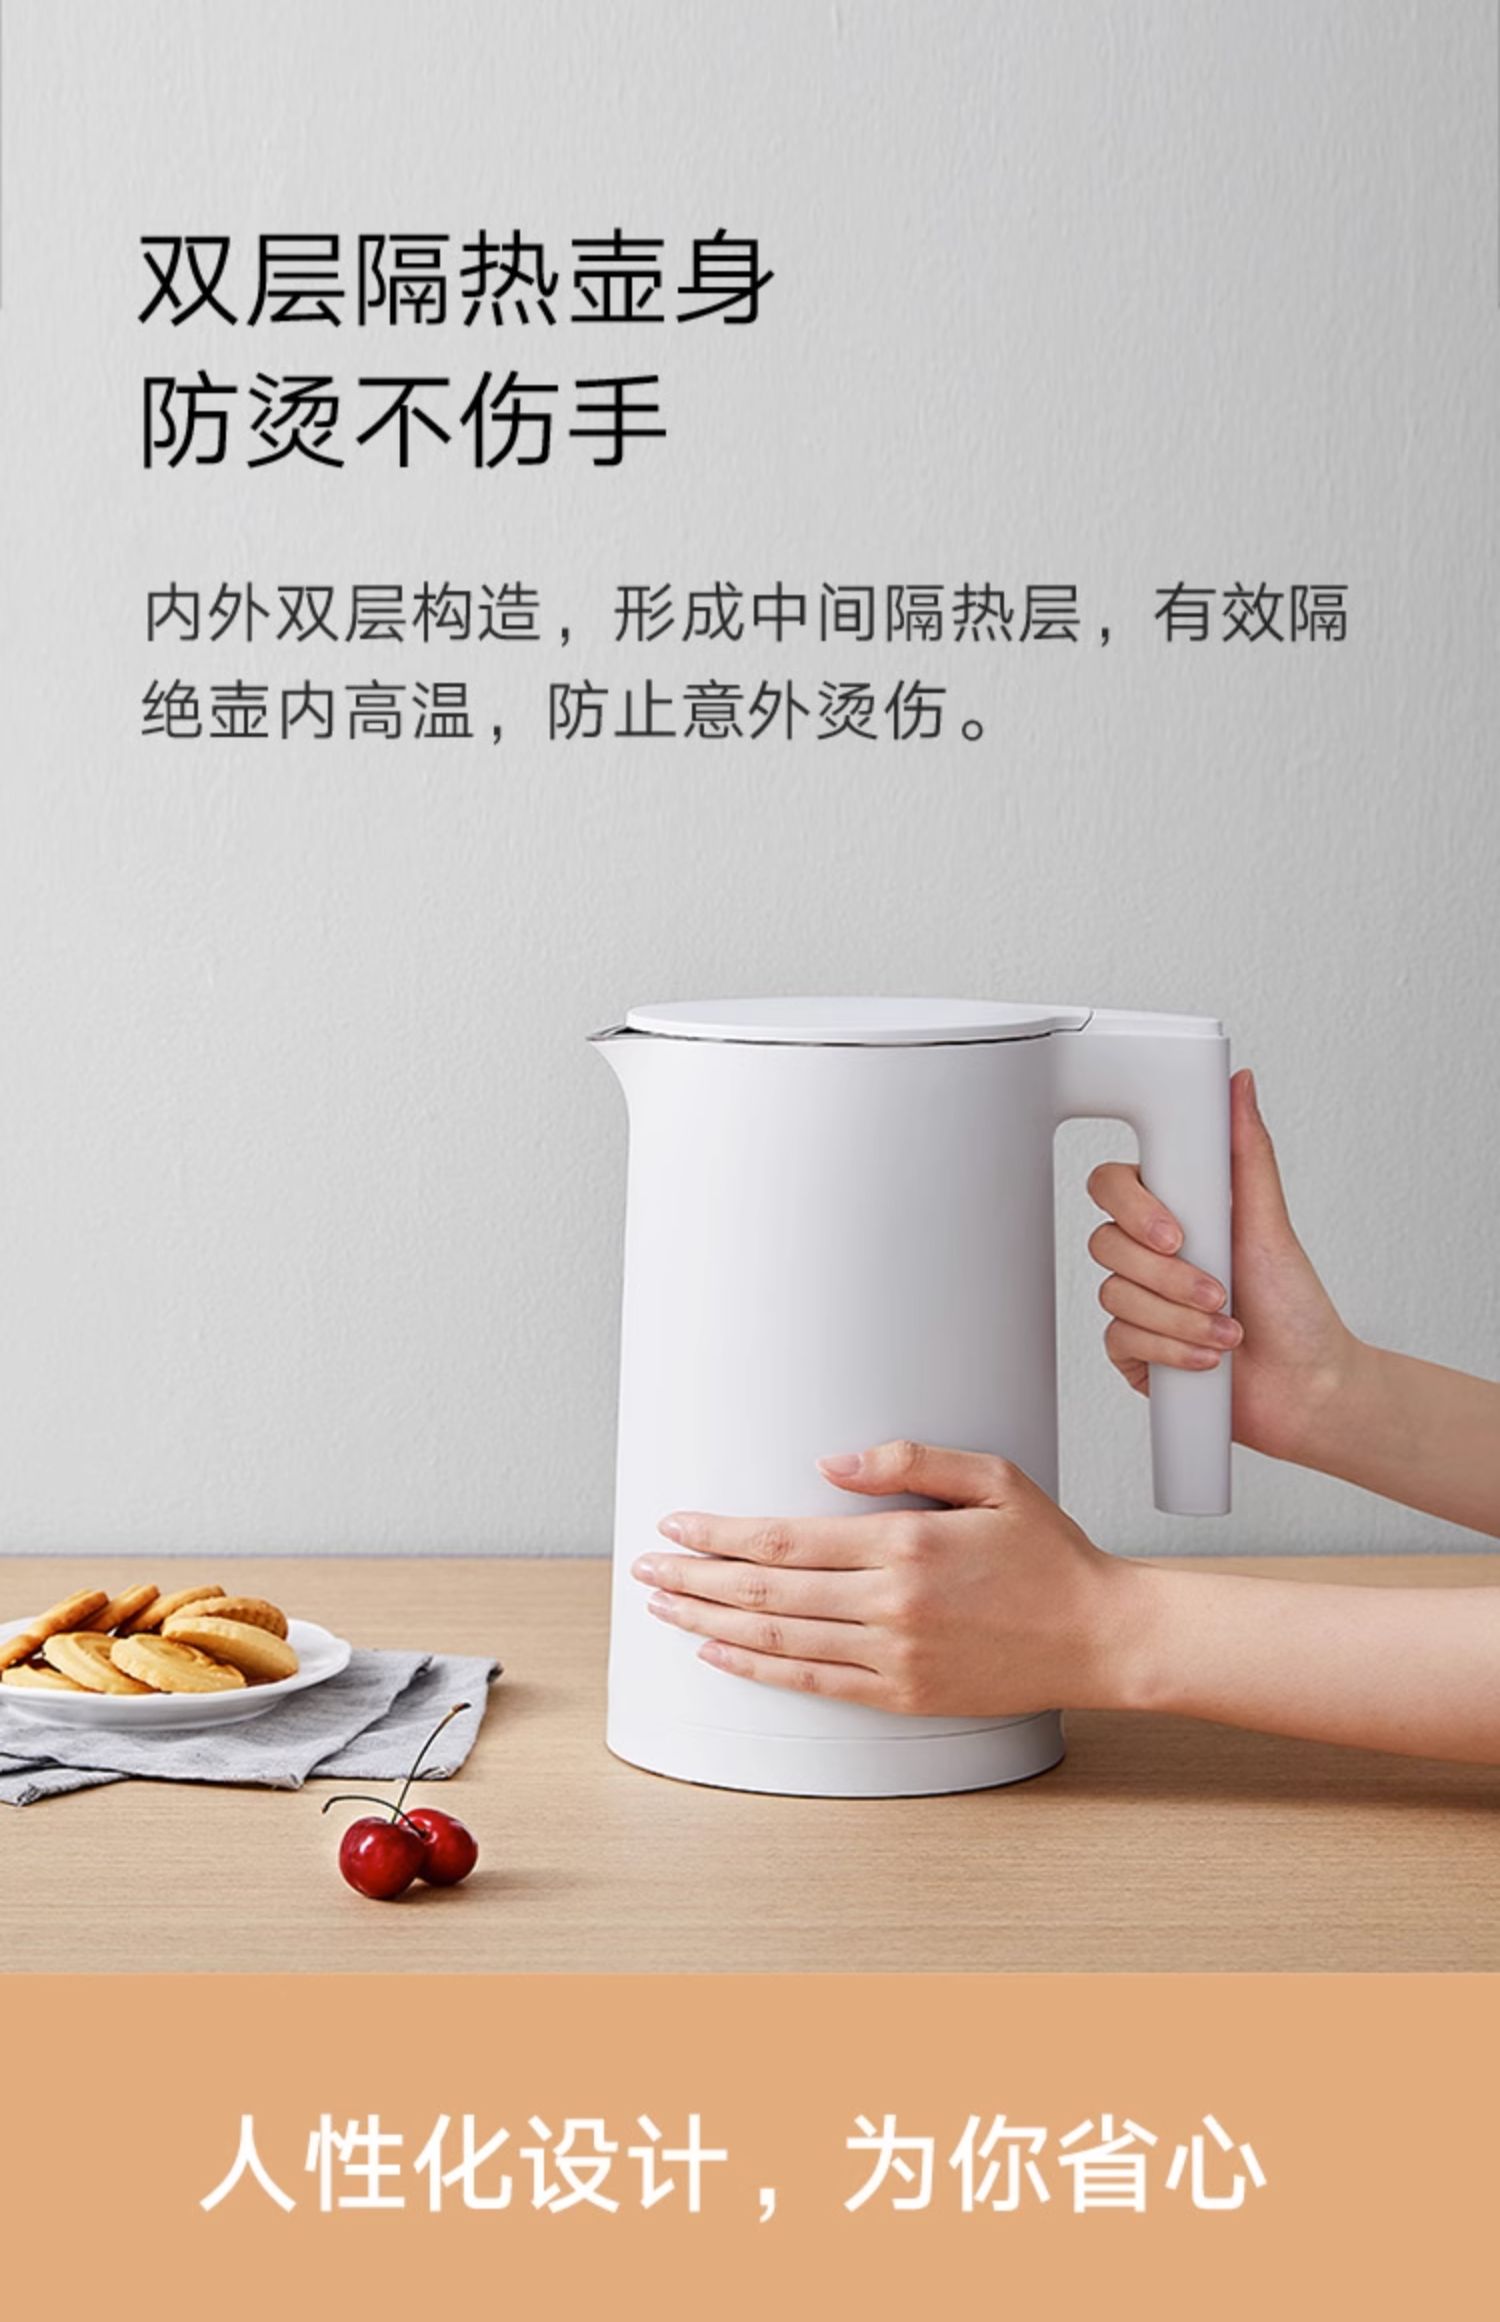 双层隔热壶身
防烫不伤手
内外双层构造，形成中间隔热层，有效隔
绝壶内高温，防止意外烫伤。
人性化设计，为你省心